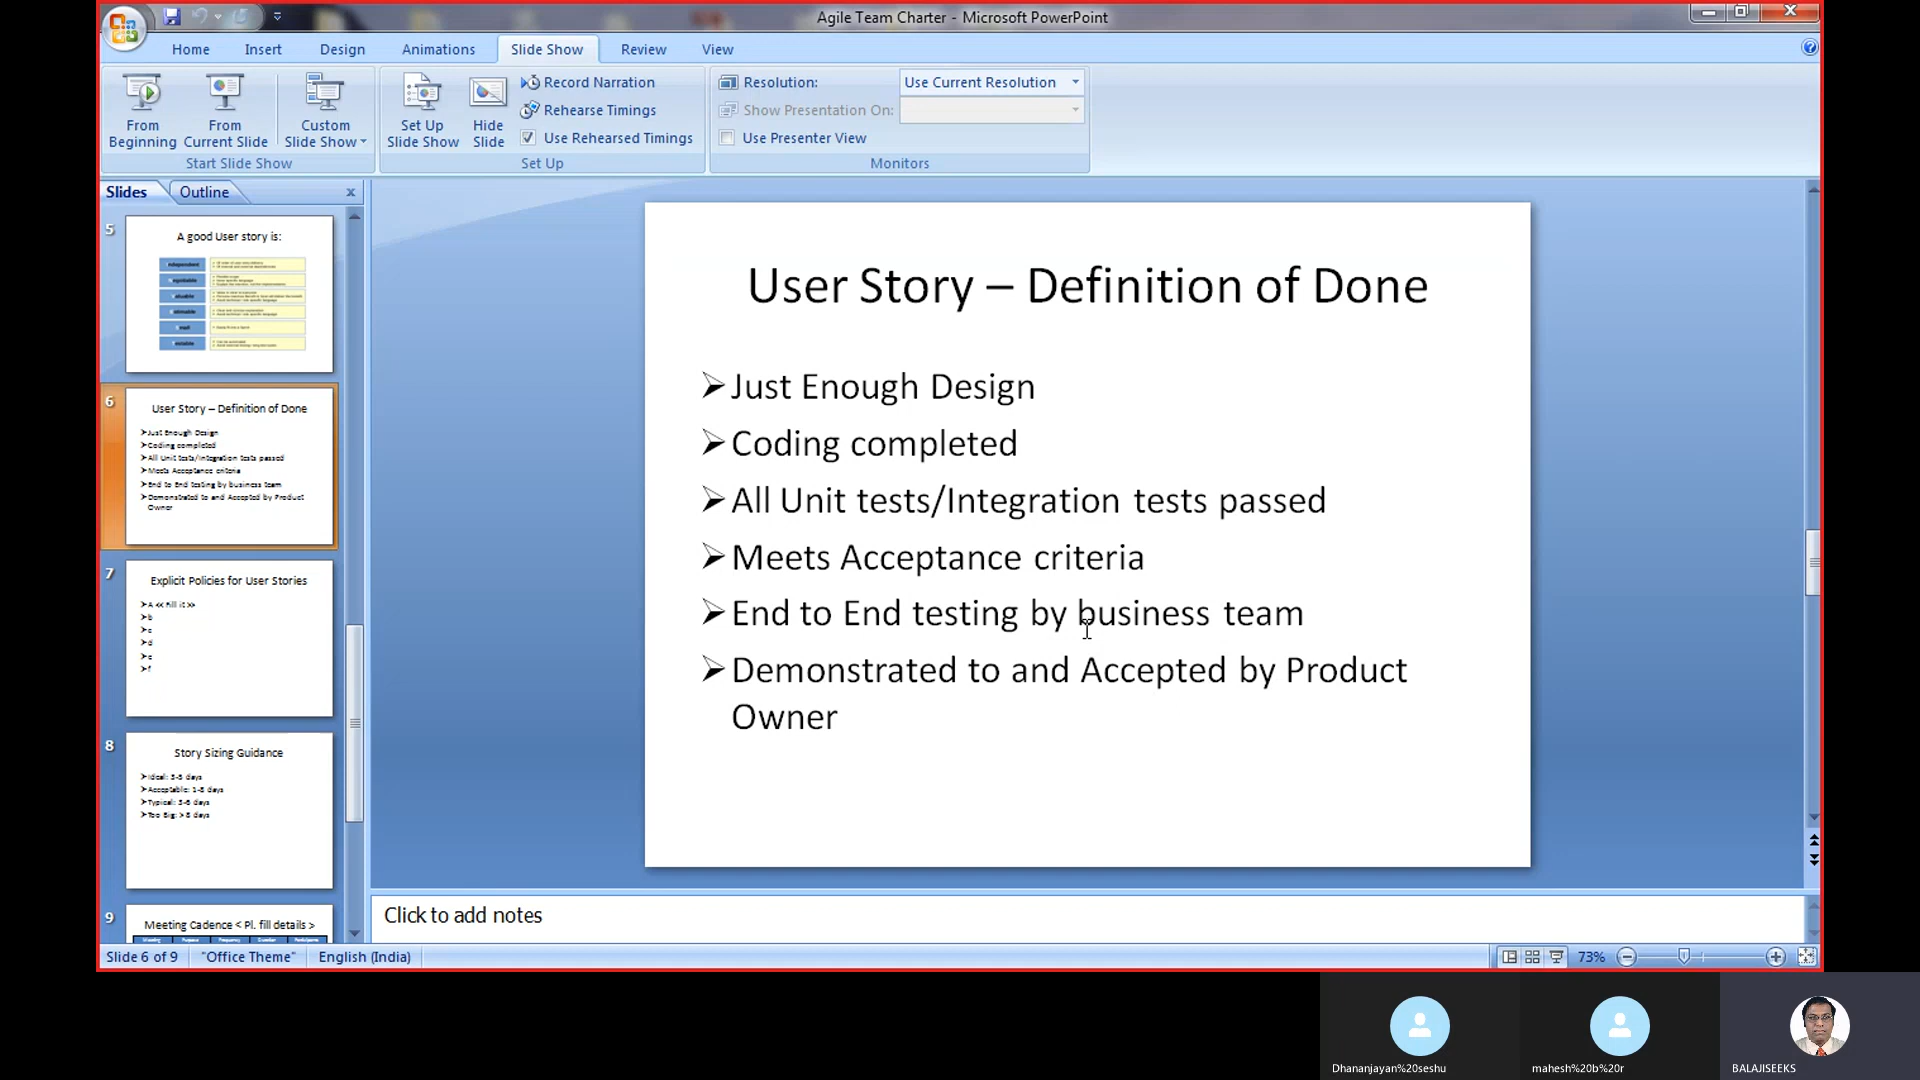 Agile Team Charter - Microsoft PowerPoint
Home Insert Design Animations Slide Show Review View
From Beginning
From Current Slide
Custom Slide Show
Start Slide Show
Set Up Slide Show
Hide Slide
Record Narration
Rehearse Timings
Use Rehearsed Timings
Set Up
Resolution: Use Current Resolution
Show Presentation On:
Use Presenter View
Monitors
Slides Outline
5
A good User story is:
6
User Story – Definition of Done
Just Enough Design
Coding completed
All Unit tests/Integration tests passed
Meets Acceptance criteria
End to End testing by business team
Demonstrated to and Accepted by Product
Owner
7
Explicit Policies for User Stories
A << fill it >>
b
c
d
e
f
8
Story Sizing Guidance
Typical: 3-6 days
Too Big: > 8 days
9
Meeting Cadence < Pl. fill details >
User Story – Definition of Done
Just Enough Design
Coding completed
All Unit tests/Integration tests passed
Meets Acceptance criteria
End to End testing by business team
Demonstrated to and Accepted by Product
Owner
Click to add notes
Slide 6 of 9 "Office Theme" English (India) 73%
Dhananjayan%20seshu mahesh%20b%20r BALAJISEEKS